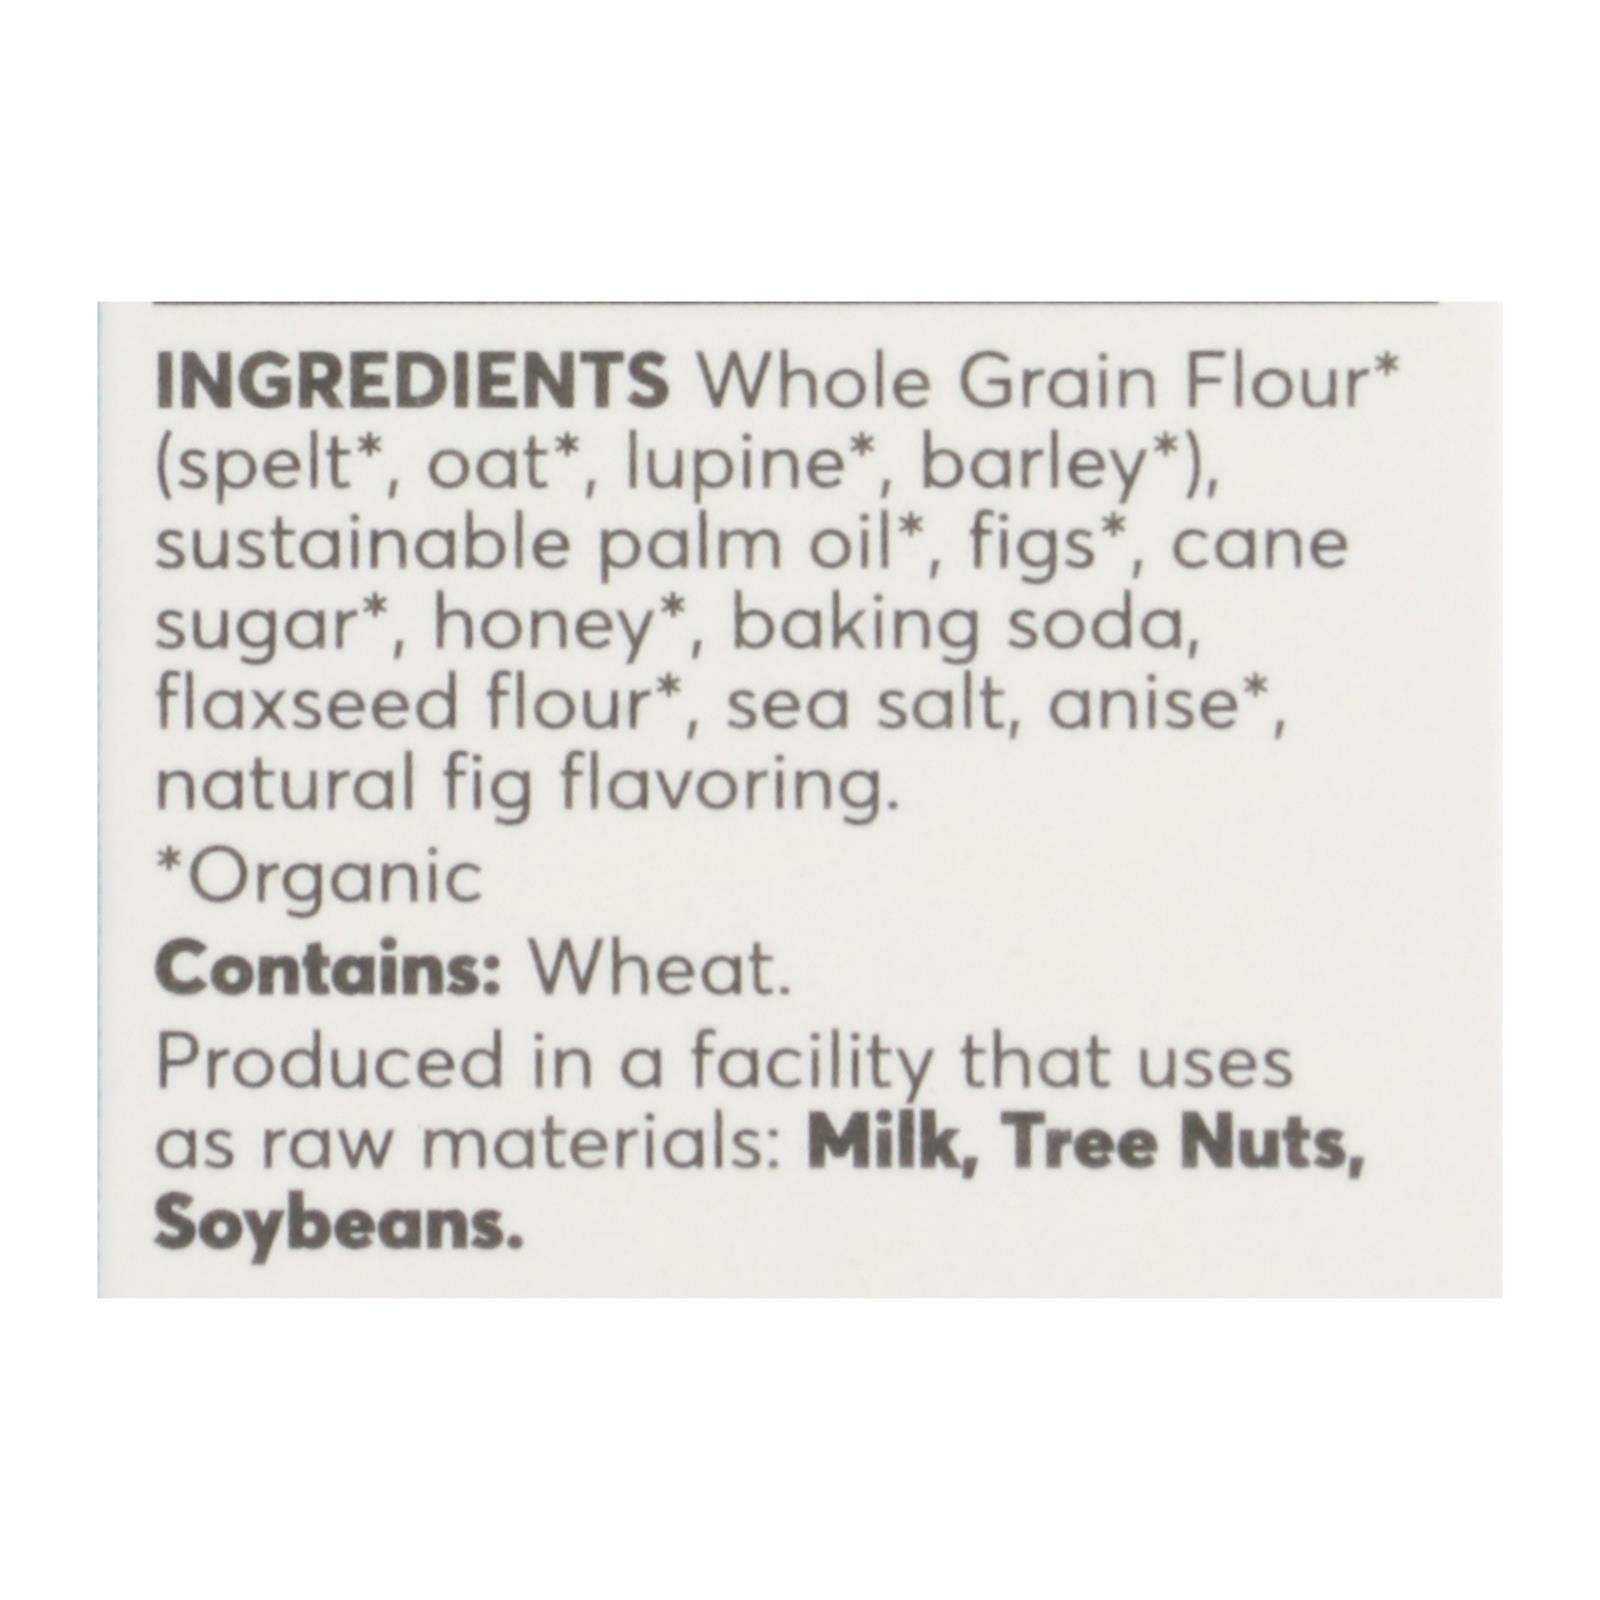 INGREDIENTS Whole Grain Flour*
(spelt*, oat*, lupine*, barley*),
sustainable palm oil*, figs*, cane
sugar*, honey*, baking soda,
flaxseed flour*, sea salt, anise*,
natural fig flavoring.
*Organic
Contains: Wheat.
Produced in a facility that uses
as raw materials: Milk, Tree Nuts,
Soybeans.